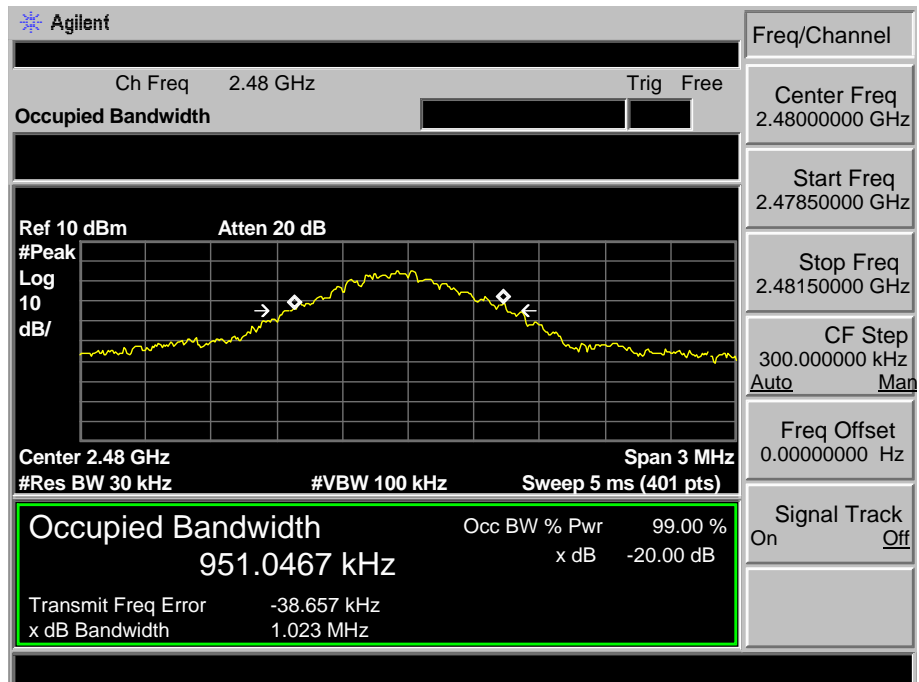 Agilent
Freq/Channel
Ch Freq 2.48 GHz Trig Free
Occupied Bandwidth
Center Freq
2.48000000 GHz
Start Freq
2.47850000 GHz
Stop Freq
2.48150000 GHz
CF Step
300.000000 kHz
Auto Man
Freq Offset
0.00000000 Hz
Signal Track
On Off
Ref 10 dBm Atten 20 dB
#Peak
Log
10
dB/
Center 2.48 GHz Span 3 MHz
#Res BW 30 kHz #VBW 100 kHz Sweep 5 ms (401 pts)
Occupied Bandwidth Occ BW % Pwr 99.00 %
951.0467 kHz x dB -20.00 dB
Transmit Freq Error -38.657 kHz
x dB Bandwidth 1.023 MHz